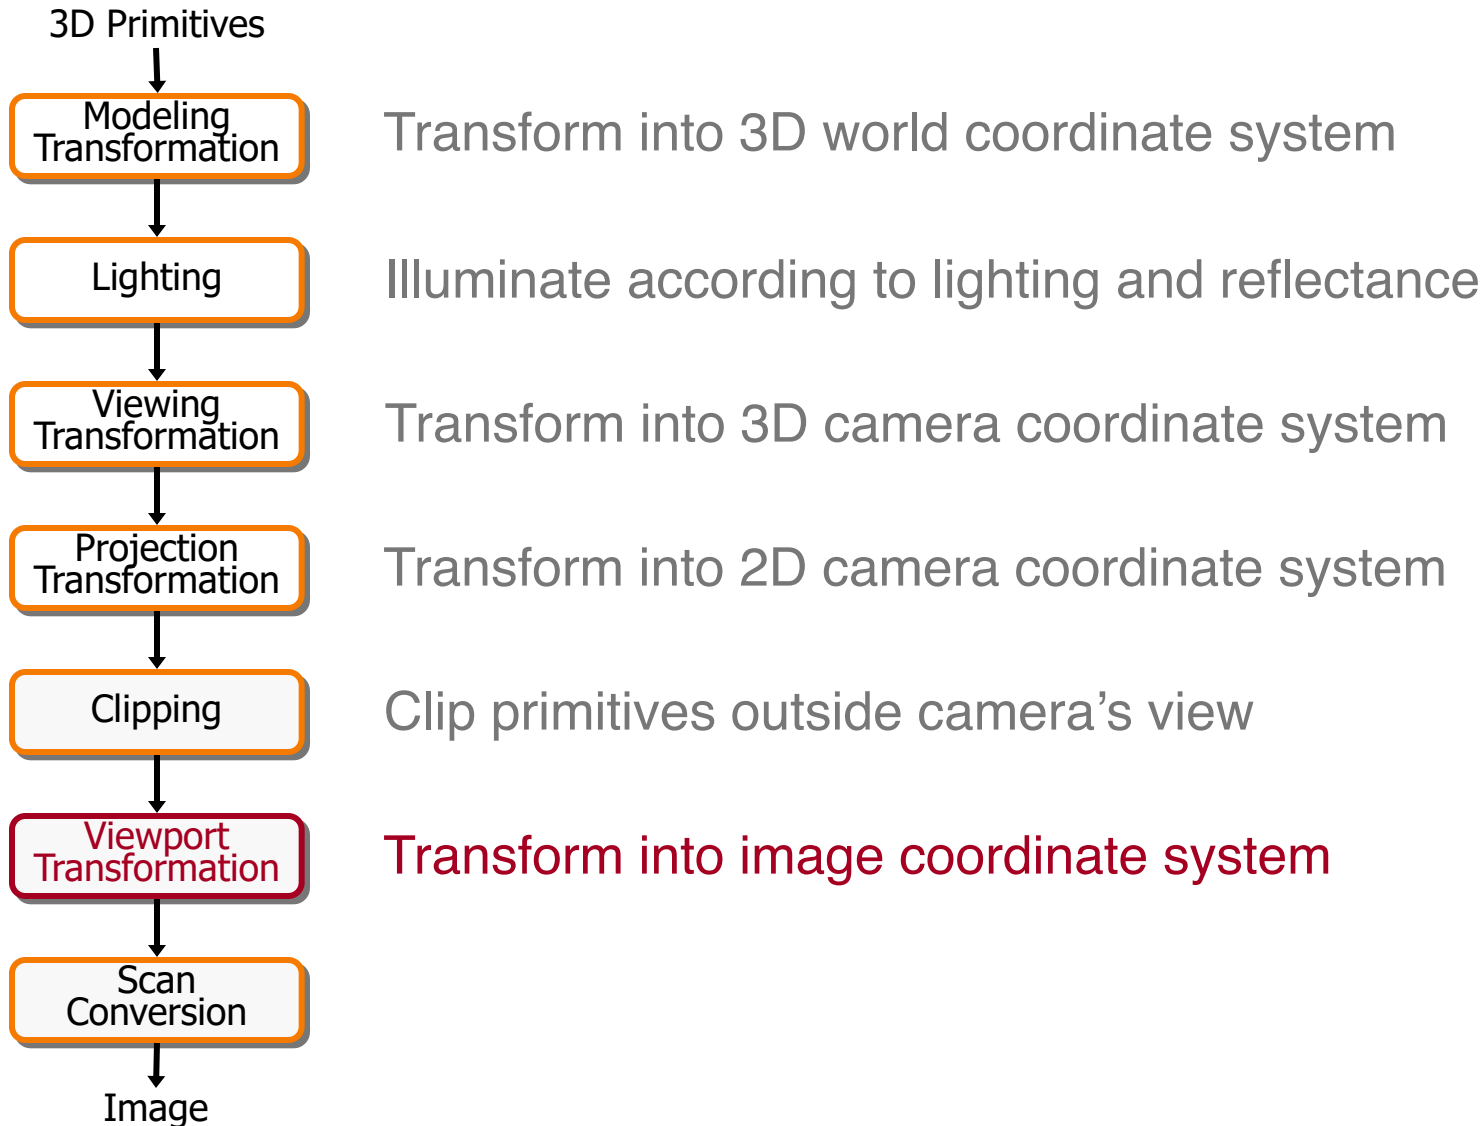 3D Primitives
Modeling
Transformation
Transform into 3D world coordinate system
Lighting
Illuminate according to lighting and reflectance
Viewing
Transformation
Transform into 3D camera coordinate system
Projection
Transformation
Transform into 2D camera coordinate system
Clipping
Clip primitives outside camera’s view
Viewport
Transformation
Transform into image coordinate system
Scan
Conversion
Image